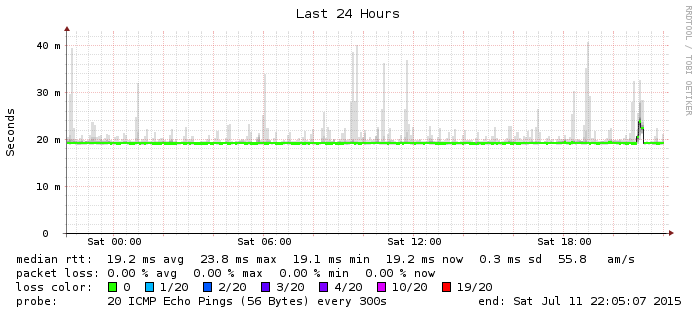 Last 24 Hours
RRDTOOL / TOBI OETIKER
Seconds
40 m
30 m
20 m
10 m
0
Sat 00:00 Sat 06:00 Sat 12:00 Sat 18:00
median rtt: 19.2 ms avg 23.8 ms max 19.1 ms min 19.2 ms now 0.3 ms sd 55.8 am/s
packet loss: 0.00 % avg 0.00 % max 0.00 % min 0.00 % now
loss color: 0 1/20 2/20 3/20 4/20 10/20 19/20
probe: 20 ICMP Echo Pings (56 Bytes) every 300s end: Sat Jul 11 22:05:07 2015